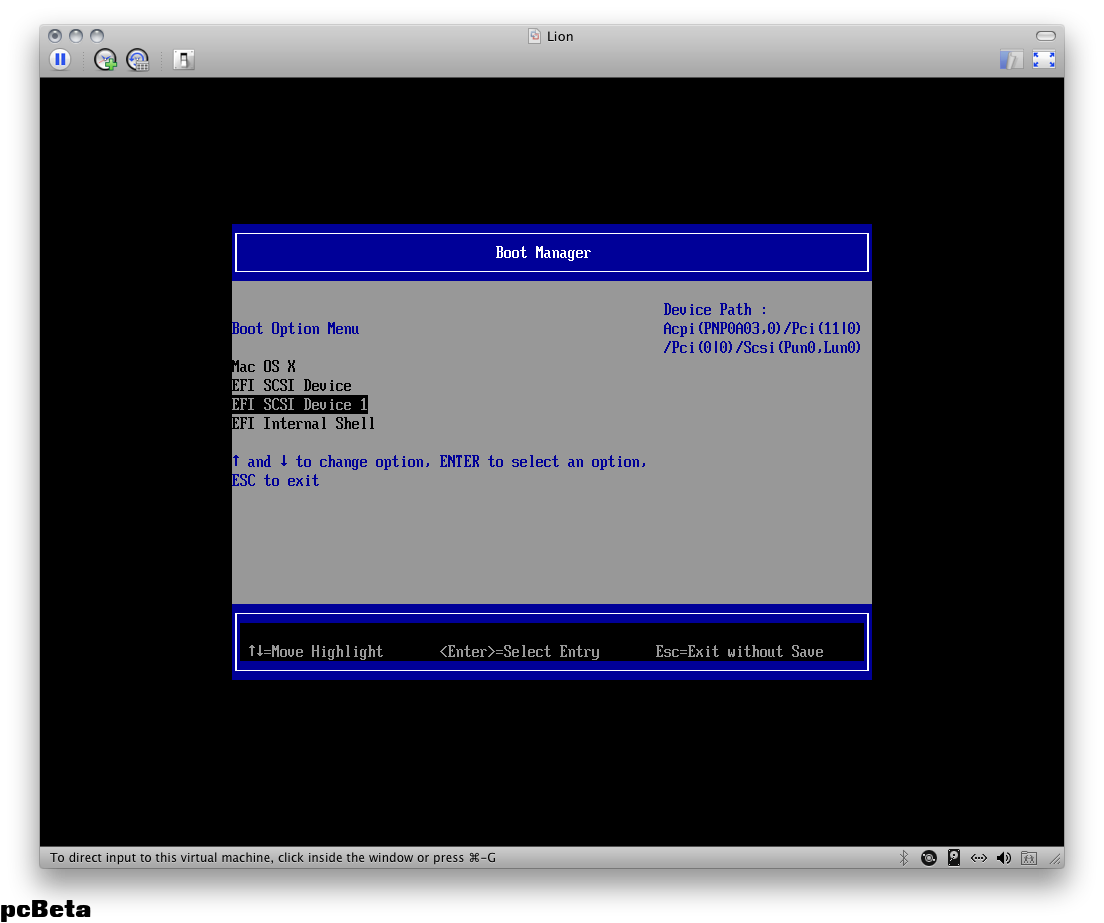 Lion
Boot Manager
Device Path :
Boot Option Menu
Acpi(PNP0A03,0)/Pci(11|0)
/Pci(0|0)/Scsi(Pun0,Lun0)
Mac OS X
EFI SCSI Device
EFI SCSI Device 1
EFI Internal Shell
↑ and ↓ to change option, ENTER to select an option,
ESC to exit
↑↓=Move Highlight <Enter>=Select Entry Esc=Exit without Save
To direct input to this virtual machine, click inside the window or press ⌘-G
pcBeta